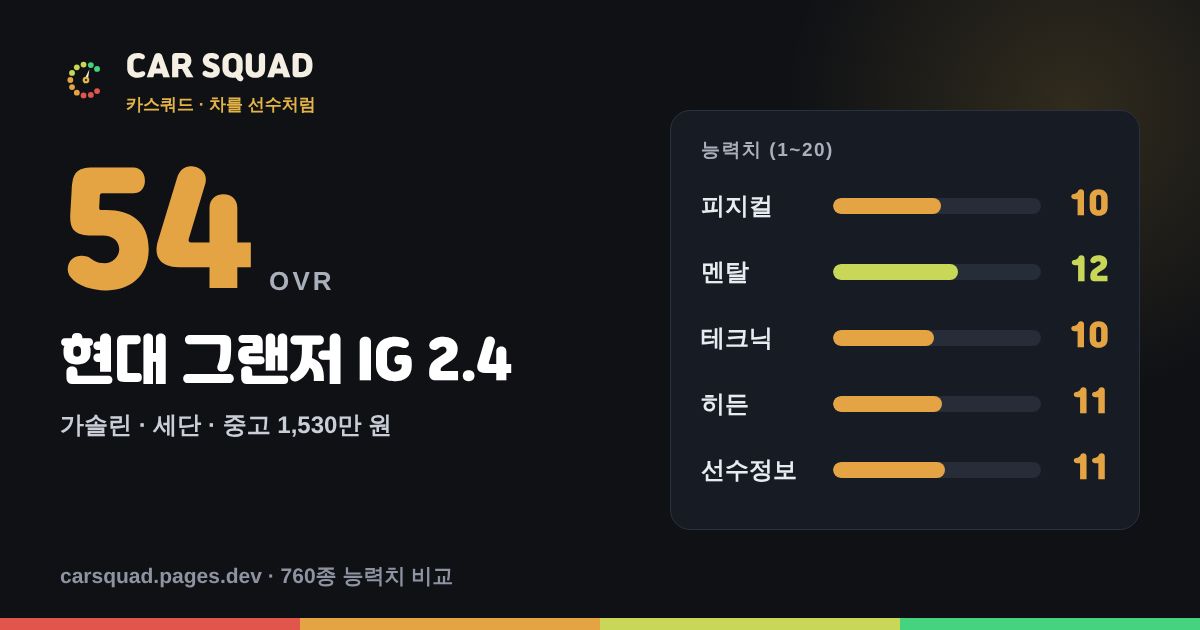 CAR SQUAD
카스쿼드 · 차를 선수처럼
54 OVR
현대 그랜저 IG 2.4
가솔린 · 세단 · 중고 1,530만 원
carsquad.pages.dev · 760종 능력치 비교
능력치 (1~20)
피지컬 10
멘탈 12
테크닉 10
히든 11
선수정보 11